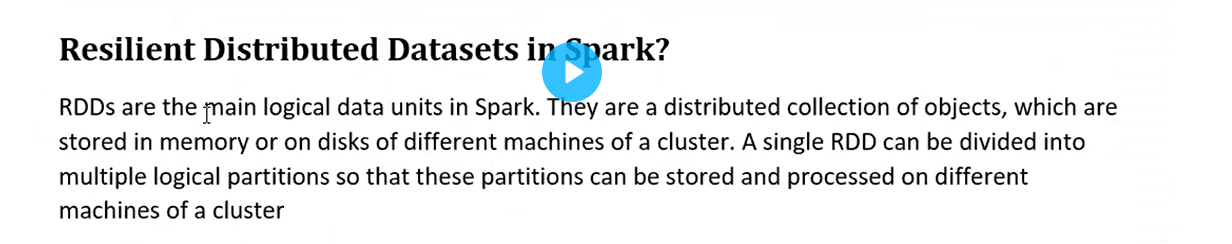 Resilient Distributed Datasets in Spark?
RDDs are the main logical data units in Spark. They are a distributed collection of objects, which are
stored in memory or on disks of different machines of a cluster. A single RDD can be divided into
multiple logical partitions so that these partitions can be stored and processed on different
machines of a cluster